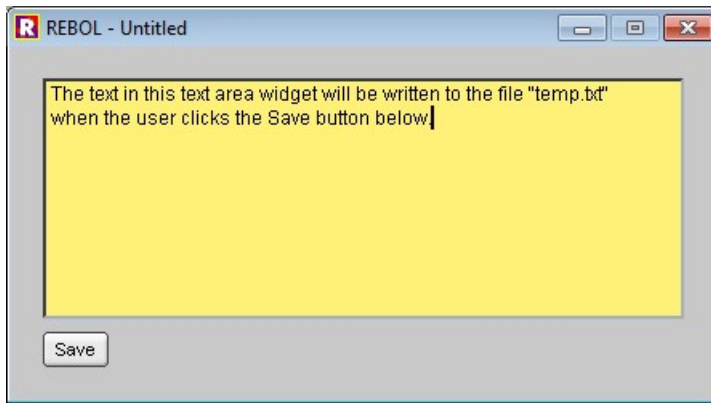 R REBOL - Untitled
The text in this text area widget will be written to the file "temp.txt"
when the user clicks the Save button below.
Save